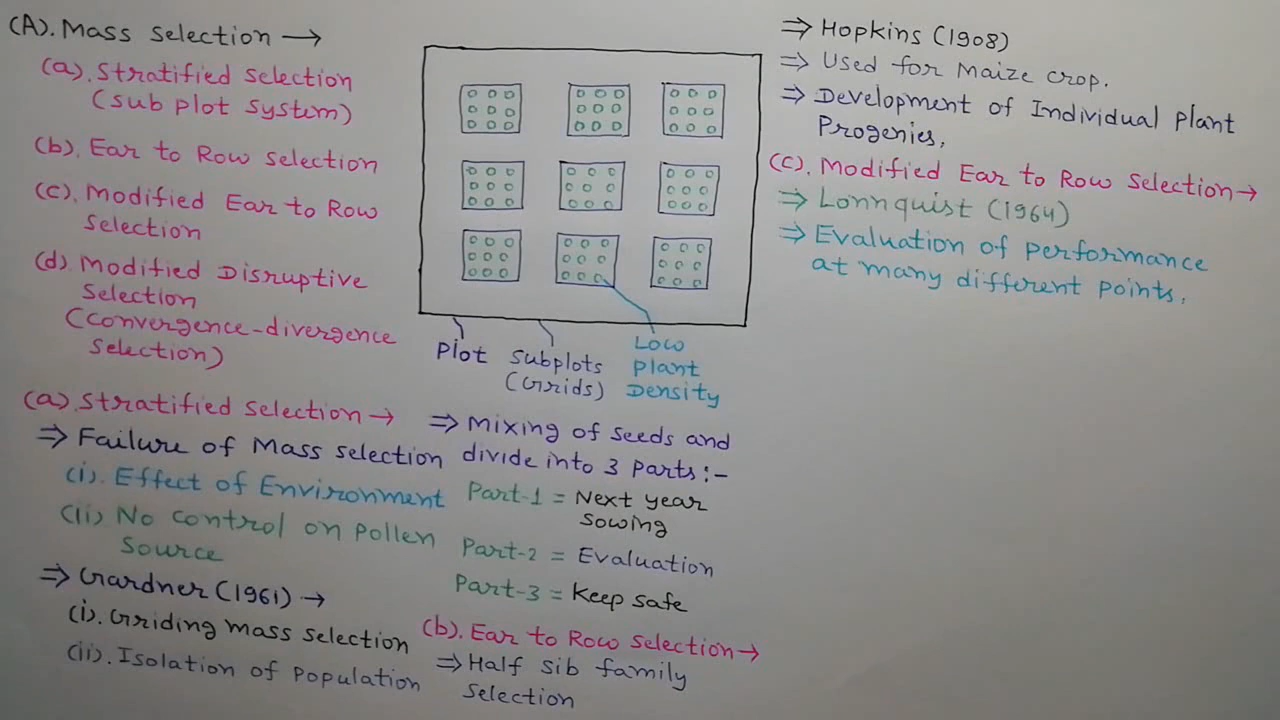 (A). Mass selection →
(a). Stratified selection
(sub plot system)
(b). Ear to Row selection
(c). Modified Ear to Row
selection
(d). Modified Disruptive
selection
(convergence-divergence
selection)
Plot
subplots
(Grids)
Low
plant
Density
(a). Stratified selection →
⇒ Failure of Mass selection
(i). Effect of Environment
(ii) No control on pollen
source
⇒ Gardner (1961) →
(i). Griding mass selection
(ii). Isolation of population
⇒ Mixing of seeds and
divide into 3 parts:-
Part-1 = Next year
sowing
Part-2 = Evaluation
Part-3 = Keep safe
(b). Ear to Row selection →
⇒ Half sib family
selection
⇒ Hopkins (1908)
⇒ Used for Maize crop.
⇒ Development of Individual plant
Progenies.
(c). Modified Ear to Row selection →
⇒ Lonnquist (1964)
⇒ Evaluation of performance
at many different points.